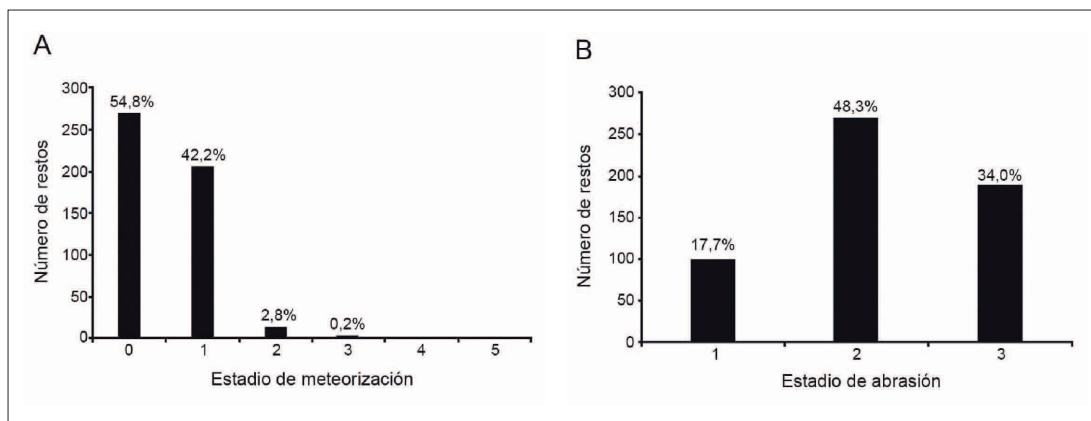 A
Número de restos
300
250
200
150
100
50
0
54,8%
42,2%
2,8%
0,2%
0 1 2 3 4 5
Estadio de meteorización
B
Número de restos
300
250
200
150
100
50
0
17,7%
48,3%
34,0%
1 2 3
Estadio de abrasión